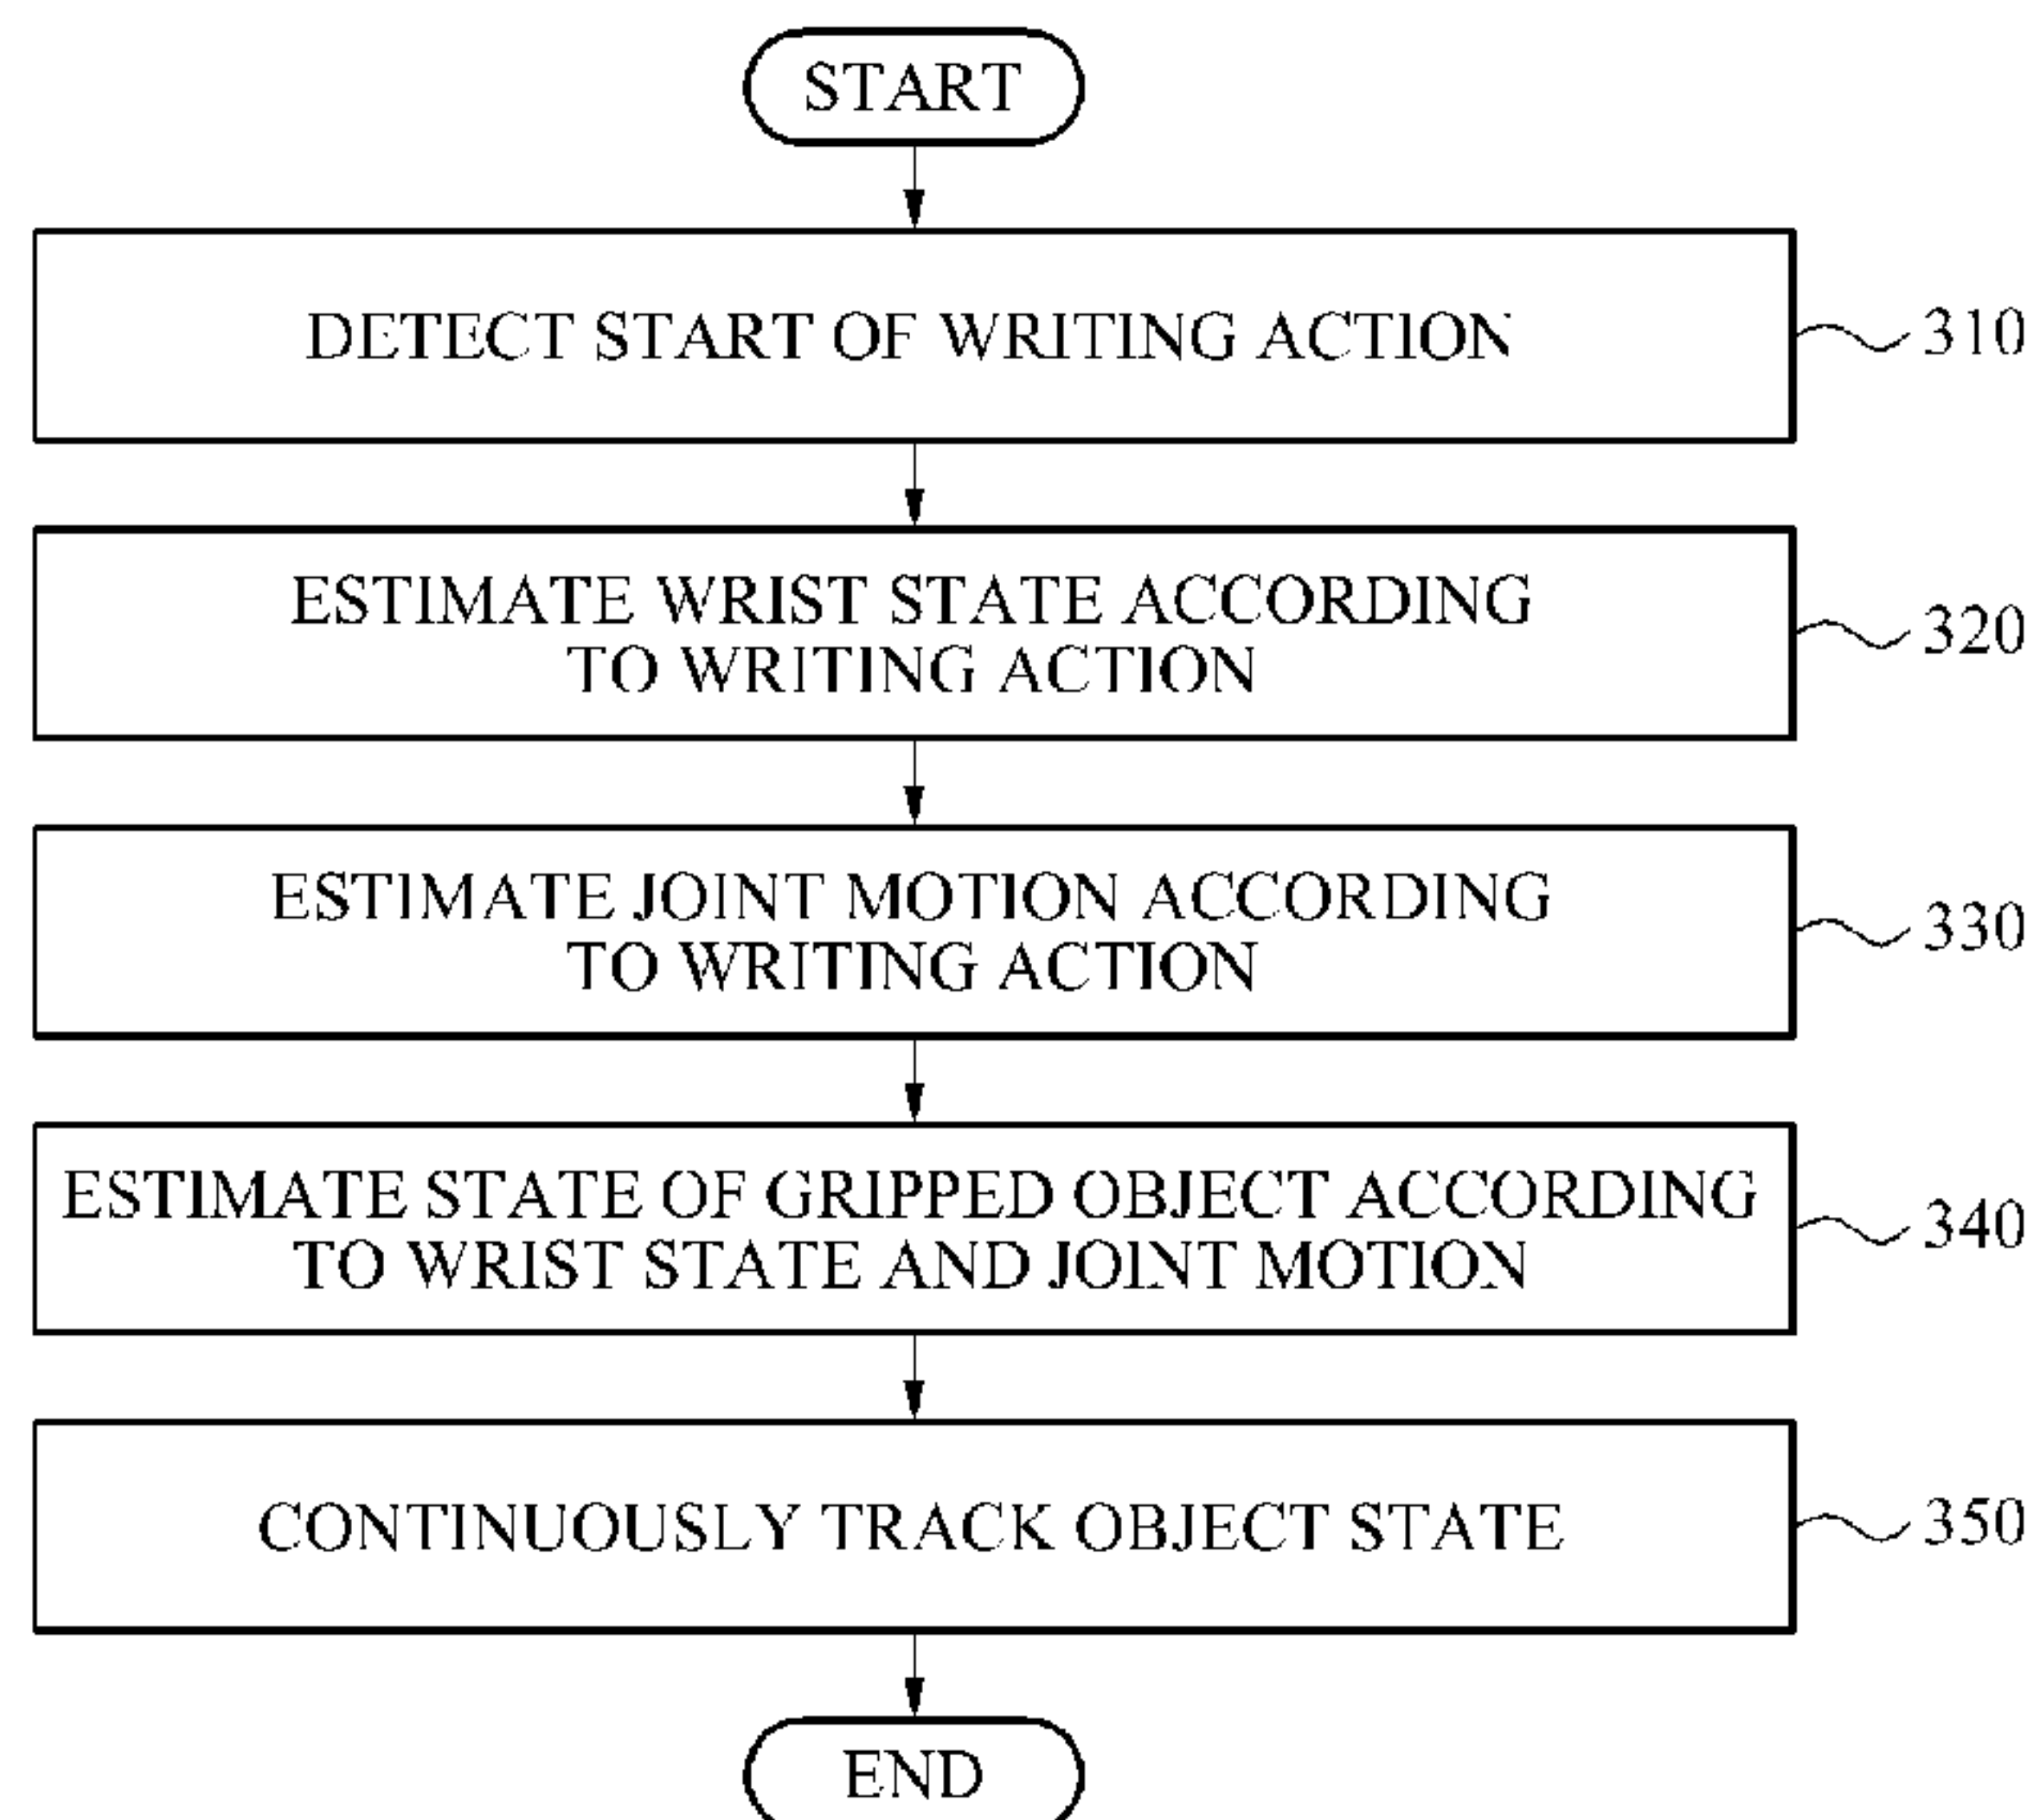 START
DETECT START OF WRITING ACTION
310
ESTIMATE WRIST STATE ACCORDING
TO WRITING ACTION
320
ESTIMATE JOINT MOTION ACCORDING
TO WRITING ACTION
330
ESTIMATE STATE OF GRIPPED OBJECT ACCORDING
TO WRIST STATE AND JOINT MOTION
340
CONTINUOUSLY TRACK OBJECT STATE
350
END